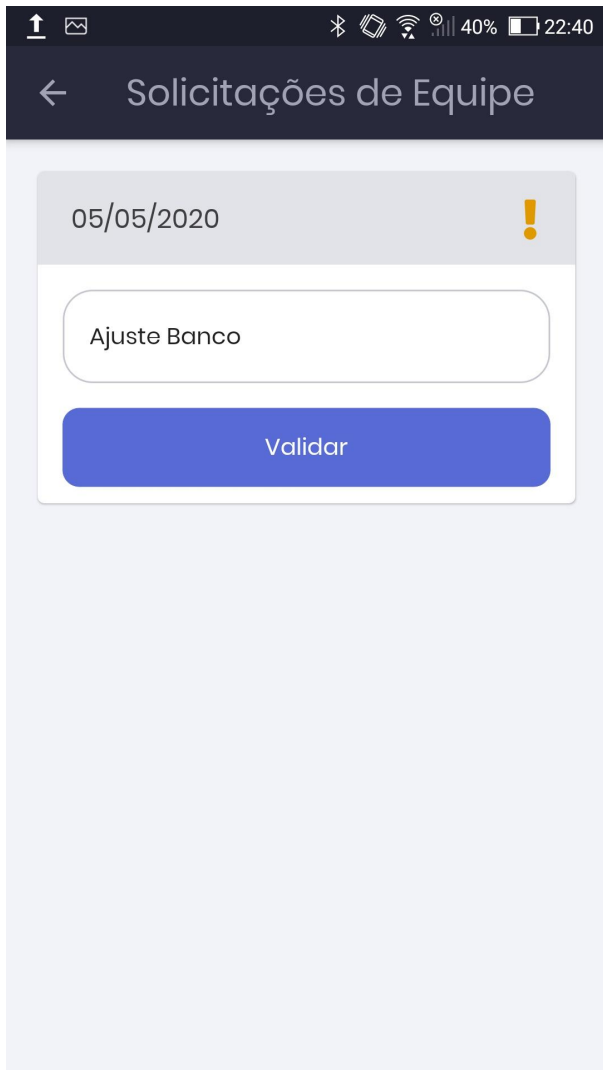 40% 22:40
Solicitações de Equipe
05/05/2020
Ajuste Banco
Validar